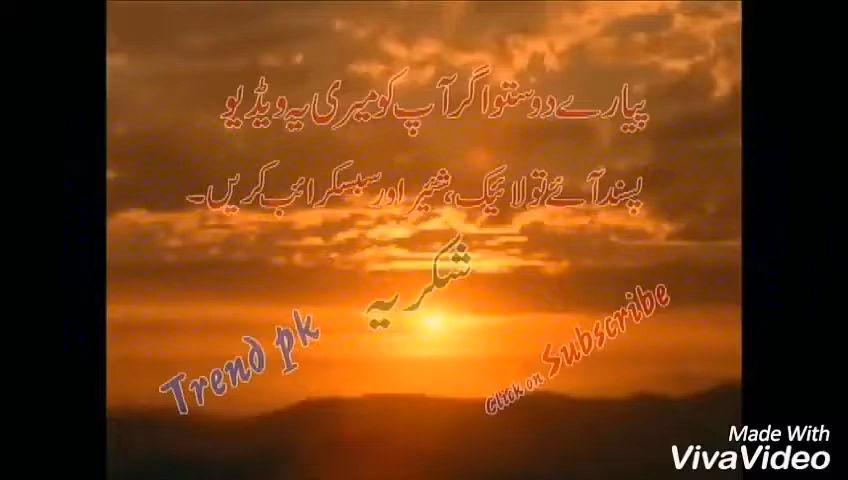 پیارے دوستو اگر آپ کو میری یہ ویڈیو
پسند آئے تو لائیک، شئیر اور سبسکرائب کریں۔
شکریہ
Trend pk
Click on Subscribe
Made With
VivaVideo